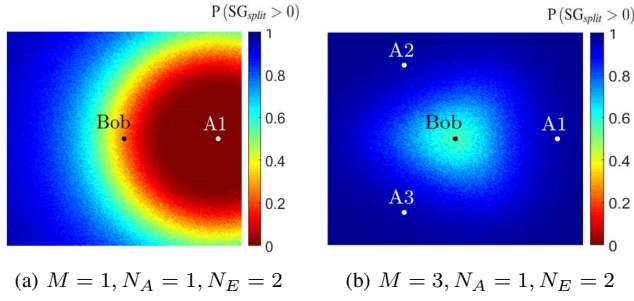 P (SG_split > 0)
1
0.8
0.6
0.4
0.2
0
Bob
A1
(a) M = 1, N_A = 1, N_E = 2
P (SG_split > 0)
1
0.8
0.6
0.4
0.2
0
A2
Bob
A1
A3
(b) M = 3, N_A = 1, N_E = 2